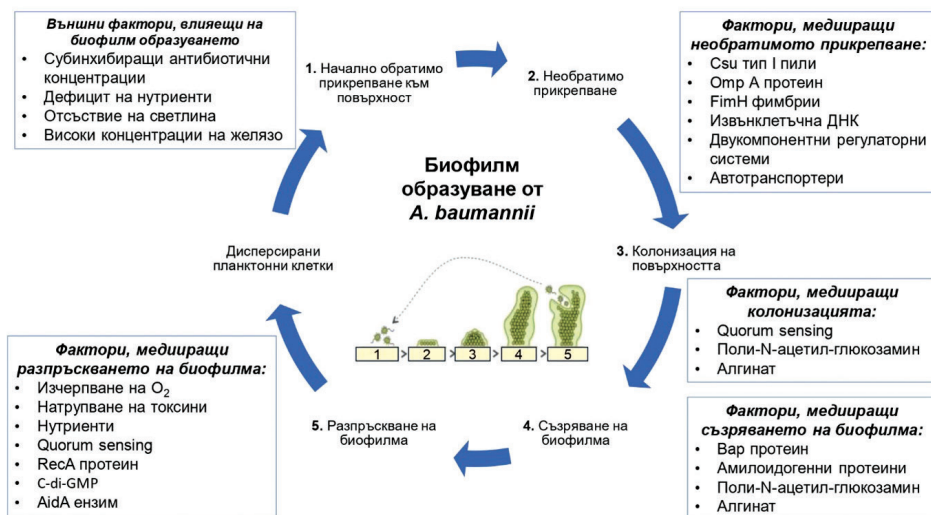 Външни фактори, влияещи на
биофилм образуването
• Субинхибиращи антибиотични
концентрации
• Дефицит на нутриенти
• Отсъствие на светлина
• Високи концентрации на желязо
1. Начално обратимо
прикрепване към
повърхност
2. Необратимо
прикрепване
Фактори, медииращи
необратимото прикрепване:
• Csu тип I пили
• Omp A протеин
• FimH фимбрии
• Извънклетъчна ДНК
• Двукомпонентни регулаторни
системи
• Автотранспортери
Биофилм
образуване от
A. baumannii
Дисперсирани
планктонни клетки
3. Колонизация на
повърхността
Фактори, медииращи
колонизацията:
• Quorum sensing
• Поли-N-ацетил-глюкозамин
• Алгинат
1 > 2 > 3 > 4 > 5
Фактори, медииращи
разпръскването на биофилма:
• Изчерпване на O2
• Натрупване на токсини
• Нутриенти
• Quorum sensing
• RecA протеин
• C-di-GMP
• AidA ензим
5. Разпръскване на
биофилма
4. Съзряване на
биофилма
Фактори, медииращи
съзряването на биофилма:
• Bap протеин
• Амилоидогенни протеини
• Поли-N-ацетил-глюкозамин
• Алгинат